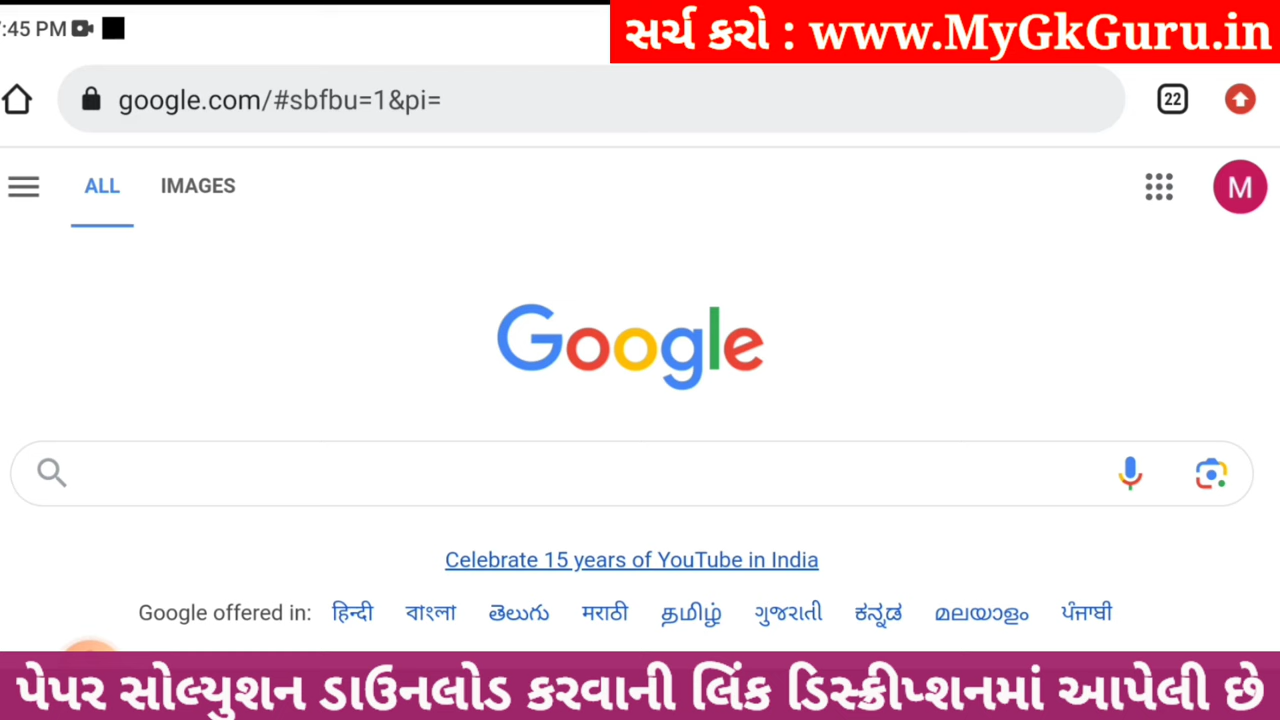 :45 PM
સર્ચ કરો : www.MyGkGuru.in
google.com/#sbfbu=1&pi=
22
ALL IMAGES
M
Google
Celebrate 15 years of YouTube in India
Google offered in: हिन्दी বাংলা తెలుగు मराठी தமிழ் ગુજરાતી ಕನ್ನಡ മലയാളം ਪੰਜਾਬੀ
પેપર સોલ્યુશન ડાઉનલોડ કરવાની લિંક ડિસ્ક્રીપ્શનમાં આપેલી છે